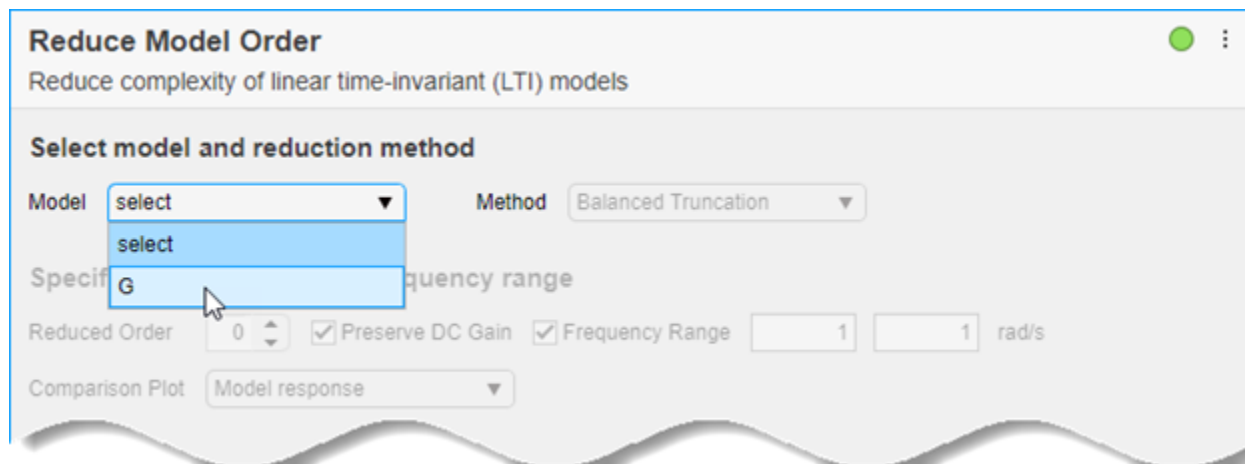 Reduce Model Order
Reduce complexity of linear time-invariant (LTI) models
Select model and reduction method
Model select Method Balanced Truncation
select
G
Specif quency range
Reduced Order 0 Preserve DC Gain Frequency Range 1 1 rad/s
Comparison Plot Model response